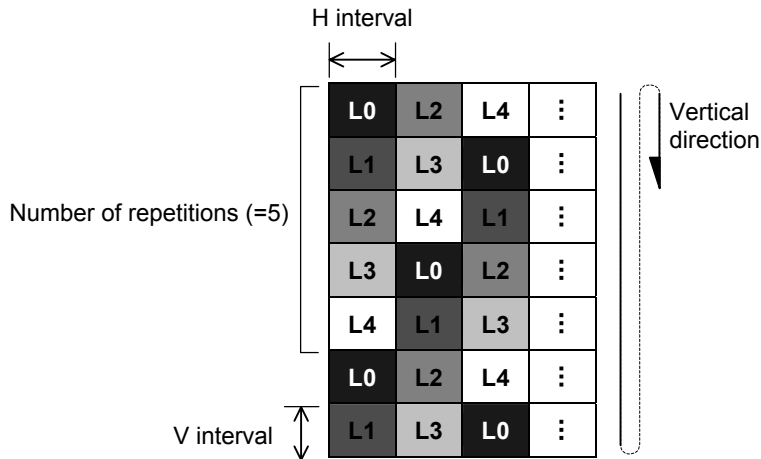 H interval
L0 L2 L4 ⋮
Vertical
direction
L1 L3 L0 ⋮
Number of repetitions (=5)
L2 L4 L1 ⋮
L3 L0 L2 ⋮
L4 L1 L3 ⋮
L0 L2 L4 ⋮
V interval
L1 L3 L0 ⋮